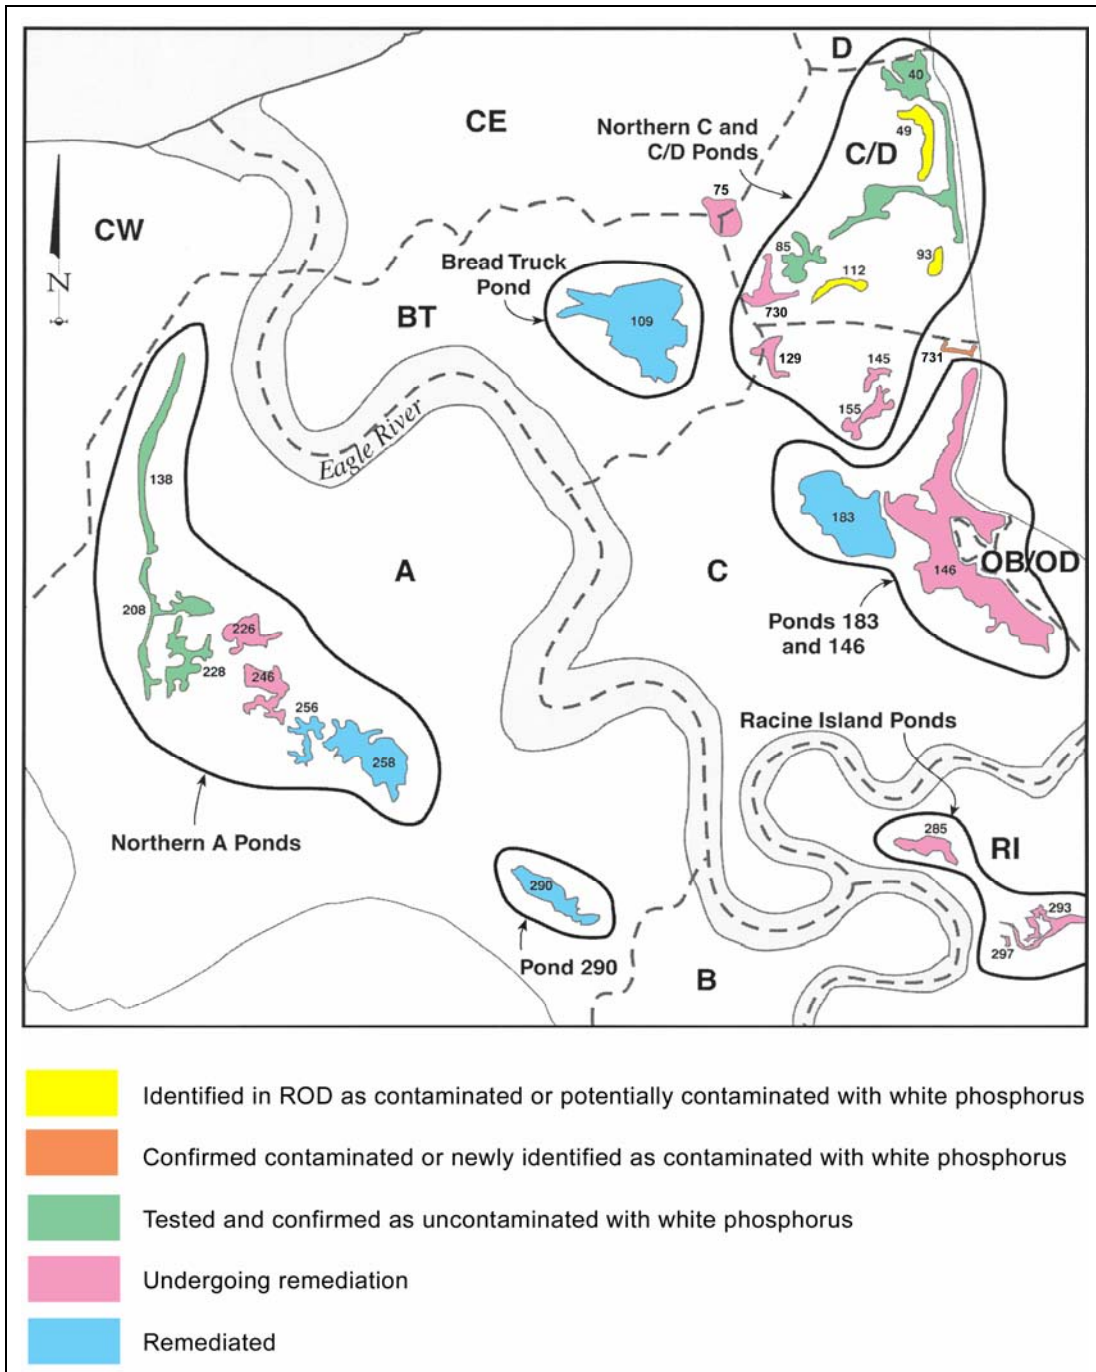 D
40
CE
Northern C and
C/D Ponds
49
C/D
75
CW
N
85
93
112
Bread Truck
Pond
BT
109
730
129
145
731
155
Eagle River
138
183
A
C
OB/OD
146
208
226
Ponds 183
and 146
228
246
256
258
Racine Island Ponds
Northern A Ponds
285
RI
290
293
297
Pond 290
B
Identified in ROD as contaminated or potentially contaminated with white phosphorus
Confirmed contaminated or newly identified as contaminated with white phosphorus
Tested and confirmed as uncontaminated with white phosphorus
Undergoing remediation
Remediated